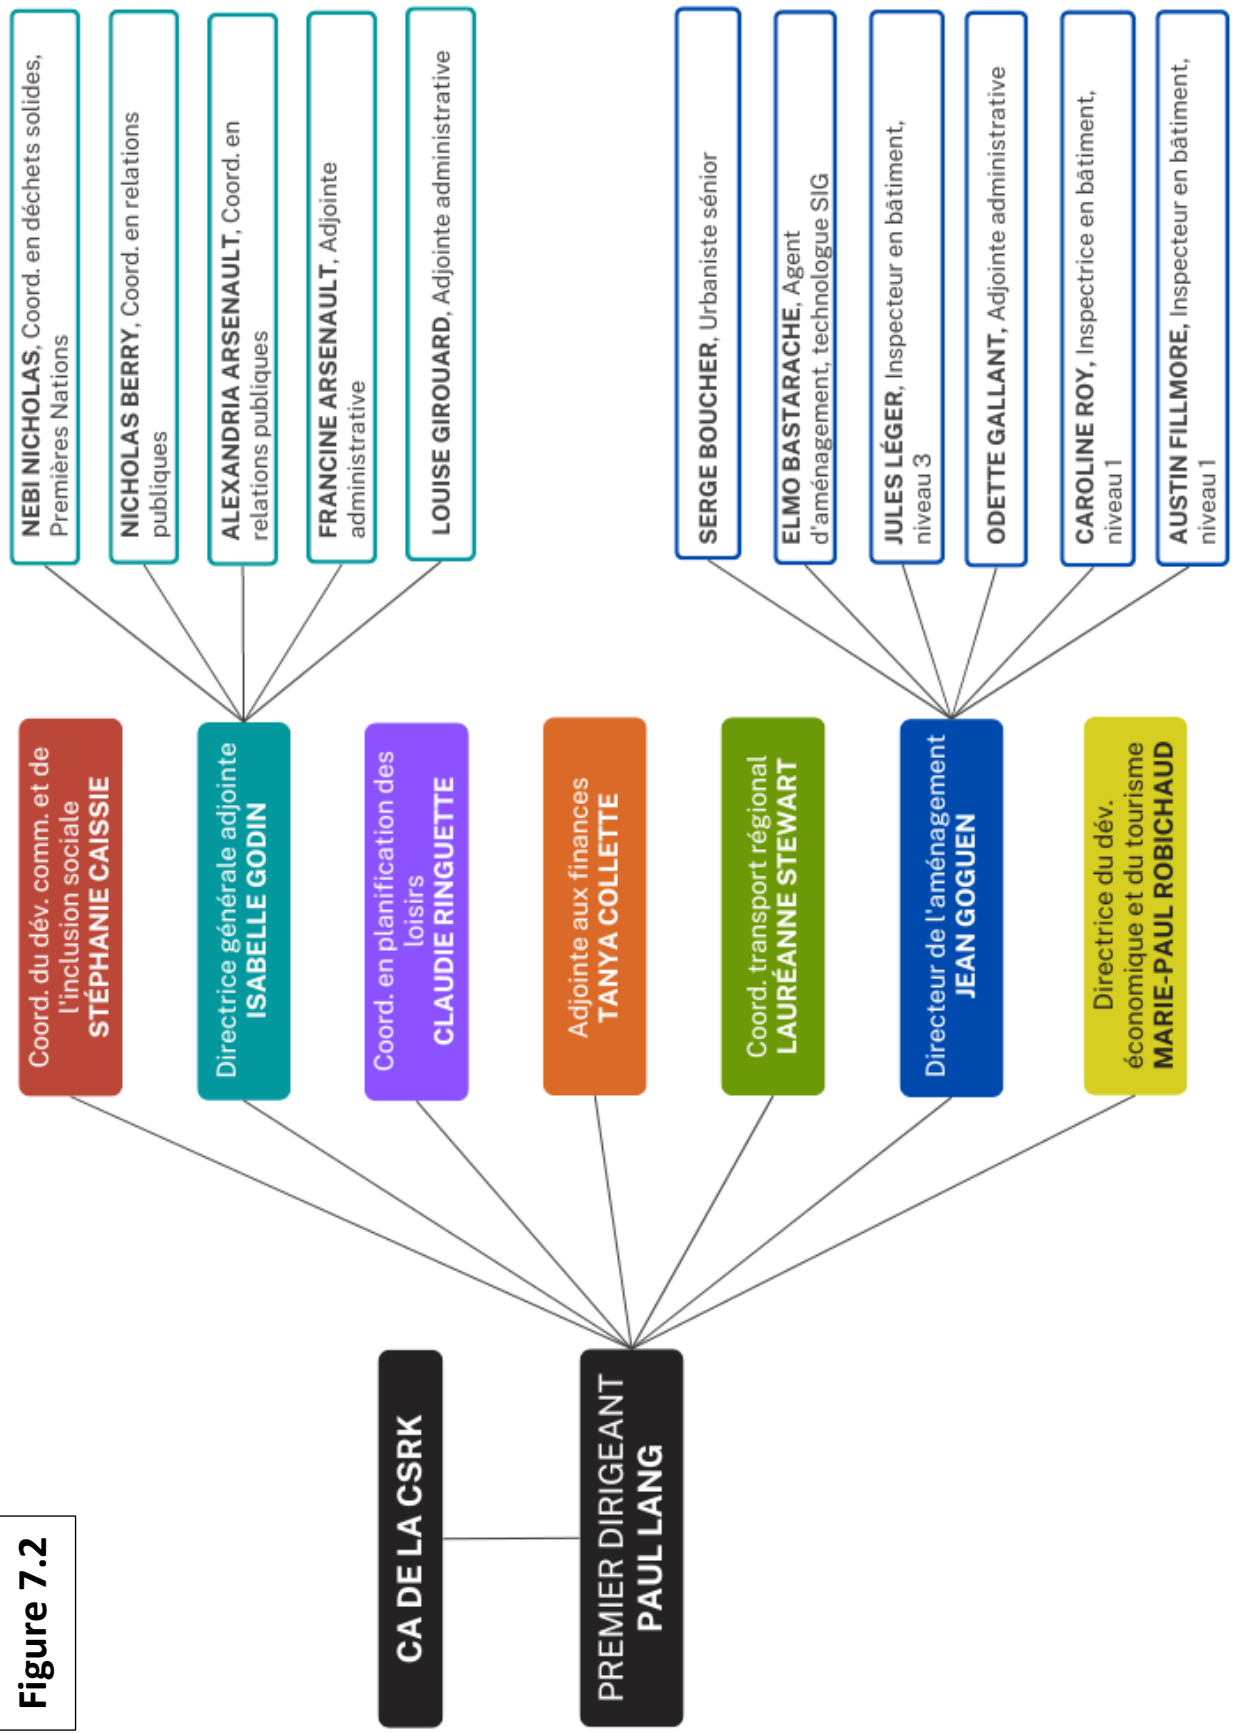 Figure 7.2
CA DE LA CSRK
PREMIER DIRIGEANT
PAUL LANG
Coord. du dév. comm. et de
l'inclusion sociale
STÉPHANIE CAISSIE
Directrice générale adjointe
ISABELLE GODIN
Coord. en planification des
loisirs
CLAUDIE RINGUETTE
Adjointe aux finances
TANYA COLLETTE
Coord. transport régional
LAURÉANNE STEWART
Directeur de l'aménagement
JEAN GOGUEN
Directrice du dév.
économique et du tourisme
MARIE-PAUL ROBICHAUD
NEBI NICHOLAS, Coord. en déchets solides,
Premières Nations
NICHOLAS BERRY, Coord. en relations
publiques
ALEXANDRIA ARSENAULT, Coord. en
relations publiques
FRANCINE ARSENAULT, Adjointe
administrative
LOUISE GIROUARD, Adjointe administrative
SERGE BOUCHER, Urbaniste sénior
ELMO BASTARACHE, Agent
d'aménagement, technologue SIG
JULES LÉGER, Inspecteur en bâtiment,
niveau 3
ODETTE GALLANT, Adjointe administrative
CAROLINE ROY, Inspectrice en bâtiment,
niveau 1
AUSTIN FILLMORE, Inspecteur en bâtiment,
niveau 1